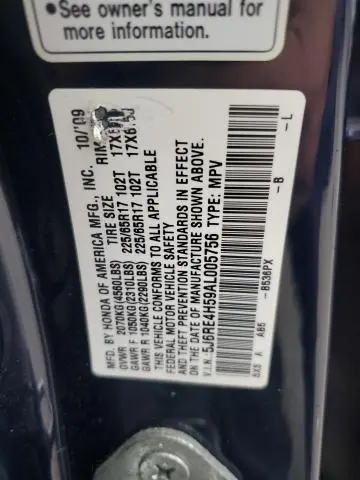 •See owner's manual for
more information.
MFD. BY HONDA OF AMERICA MFG., INC. 10/'09
TIRE SIZE RIM
GVWR 2070KG(4560LBS)
GAWR F 1050KG(2310LBS) 225/65R17 102T 17X6.5J
GAWR R 1040KG(2290LBS) 225/65R17 102T 17X6.5J
THIS VEHICLE CONFORMS TO ALL APPLICABLE
FEDERAL MOTOR VEHICLE SAFETY
AND THEFT PREVENTION STANDARDS IN EFFECT
ON THE DATE OF MANUFACTURE SHOWN ABOVE.
V.I.N. 5J6RE4H59AL005756 TYPE: MPV
- B536PX - B - L
SXS A AB5